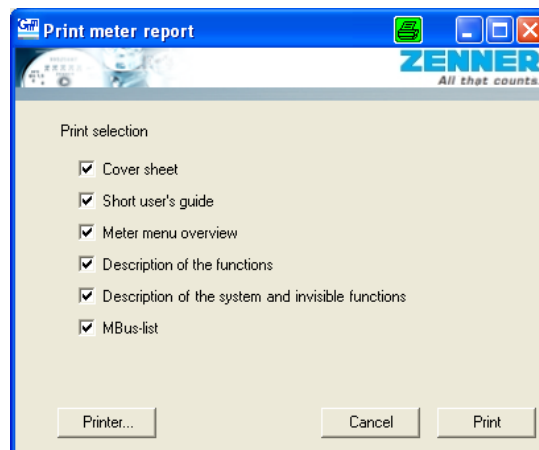 Print meter report
ZENNER
All that counts.
Print selection
Cover sheet
Short user's guide
Meter menu overview
Description of the functions
Description of the system and invisible functions
MBus-list
Printer...
Cancel
Print